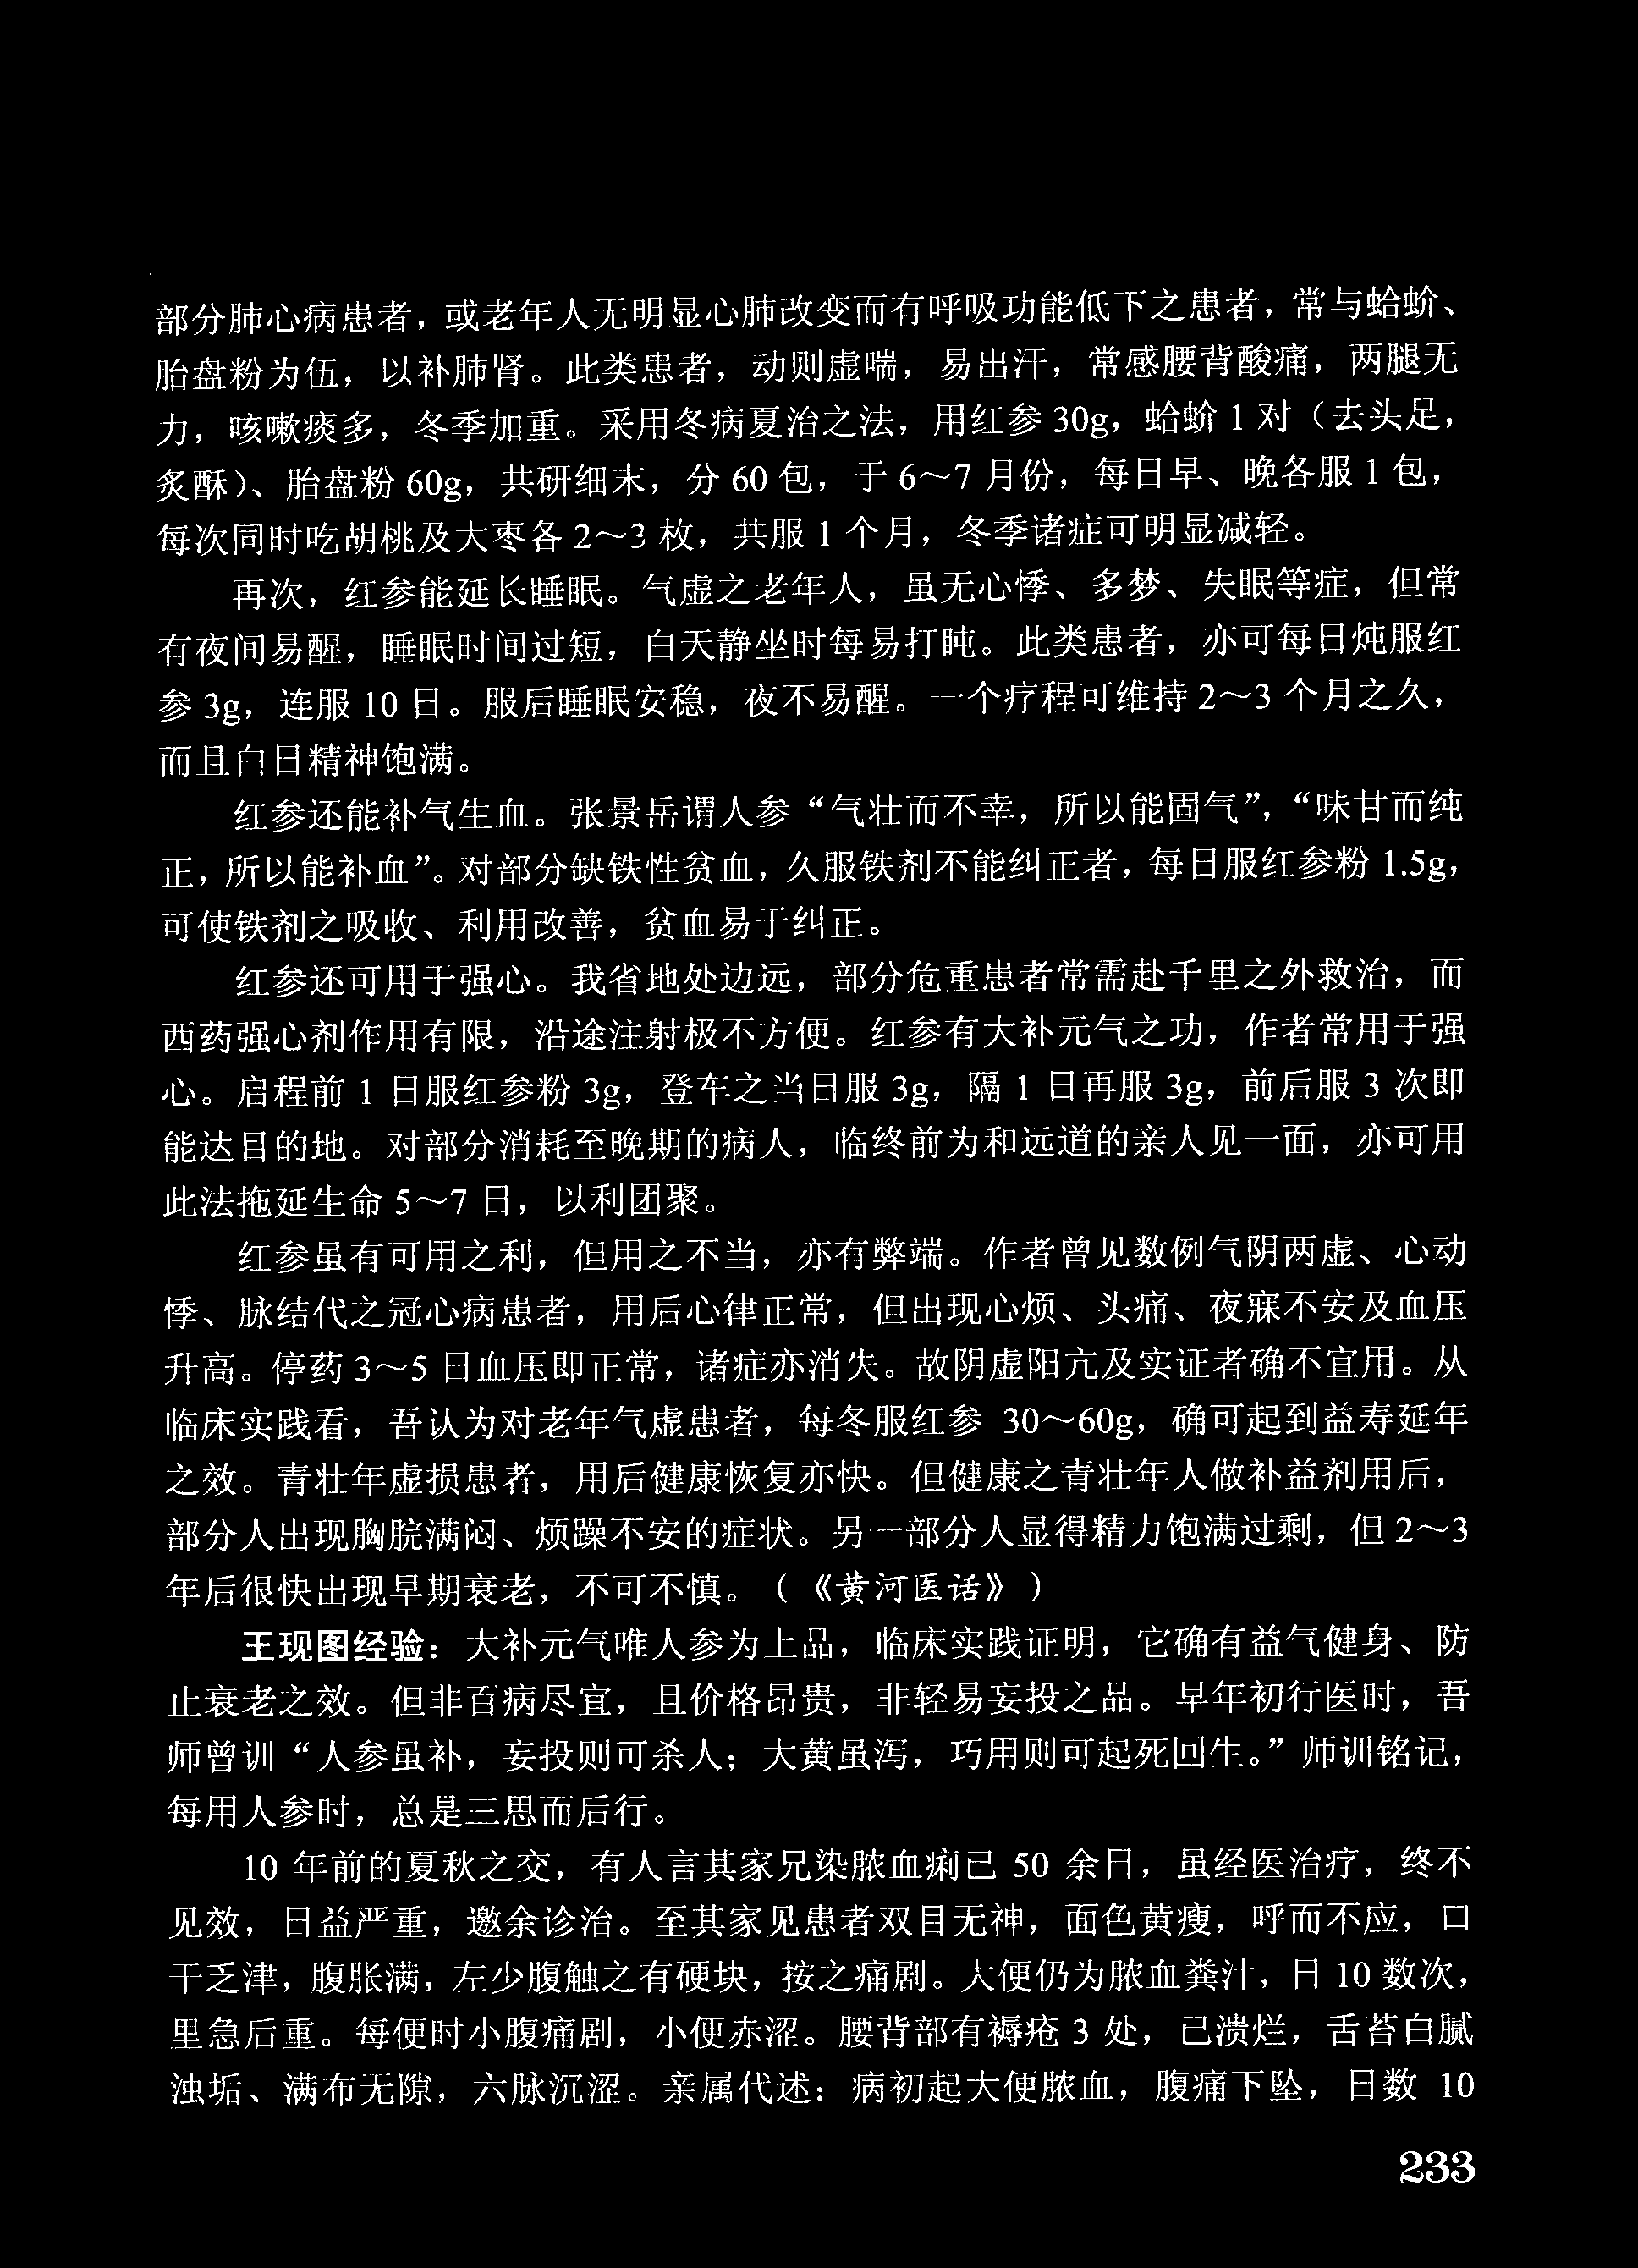 部分肺心病患者，或老年人无明显心肺改变而有呼吸功能低下之患者，常与蛤蚧、
胎盘粉为伍，以补肺肾。此类患者，动则虚喘，易出汗，常感腰背酸痛，两腿无
力，咳嗽痰多，冬季加重。采用冬病夏治之法，用红参 30g，蛤蚧 1 对（去头足，
炙酥）、胎盘粉 60g，共研细末，分 60 包，于 6～7 月份，每日早、晚各服 1 包，
每次同时吃胡桃及大枣各 2～3 枚，共服 1 个月，冬季诸症可明显减轻。
再次，红参能延长睡眠。气虚之老年人，虽无心悸、多梦、失眠等症，但常
有夜间易醒，睡眠时间过短，白天静坐时每易打盹。此类患者，亦可每日炖服红
参 3g，连服 10 日。服后睡眠安稳，夜不易醒。一个疗程可维持 2～3 个月之久，
而且白日精神饱满。
红参还能补气生血。张景岳谓人参“气壮而不幸，所以能固气”，“味甘而纯
正，所以能补血”。对部分缺铁性贫血，久服铁剂不能纠正者，每日服红参粉 1.5g，
可使铁剂之吸收、利用改善，贫血易于纠正。
红参还可用于强心。我省地处边远，部分危重患者常需赴千里之外救治，而
西药强心剂作用有限，沿途注射极不方便。红参有大补元气之功，作者常用于强
心。启程前 1 日服红参粉 3g，登车之当日服 3g，隔 1 日再服 3g，前后服 3 次即
能达目的地。对部分消耗至晚期的病人，临终前为和远道的亲人见一面，亦可用
此法拖延生命 5～7 日，以利团聚。
红参虽有可用之利，但用之不当，亦有弊端。作者曾见数例气阴两虚、心动
悸、脉结代之冠心病患者，用后心律正常，但出现心烦、头痛、夜寐不安及血压
升高。停药 3～5 日血压即正常，诸症亦消失。故阴虚阳亢及实证者确不宜用。从
临床实践看，吾认为对老年气虚患者，每冬服红参 30～60g，确可起到益寿延年
之效。青壮年虚损患者，用后健康恢复亦快。但健康之青壮年人做补益剂用后，
部分人出现胸脘满闷、烦躁不安的症状。另一部分人显得精力饱满过剩，但 2～3
年后很快出现早期衰老，不可不慎。（《黄河医话》）
王现图经验：大补元气唯人参为上品，临床实践证明，它确有益气健身、防
止衰老之效。但非百病尽宜，且价格昂贵，非轻易妄投之品。早年初行医时，吾
师曾训“人参虽补，妄投则可杀人；大黄虽泻，巧用则可起死回生。”师训铭记，
每用人参时，总是三思而后行。
10 年前的夏秋之交，有人言其家兄染脓血痢已 50 余日，虽经医治疗，终不
见效，日益严重，邀余诊治。至其家见患者双目无神，面色黄瘦，呼而不应，口
干乏津，腹胀满，左少腹触之有硬块，按之痛剧。大便仍为脓血粪汁，日 10 数次，
里急后重。每便时小腹痛剧，小便赤涩。腰背部有褥疮 3 处，已溃烂，舌苔白腻
浊垢、满布无隙，六脉沉涩。亲属代述：病初起大便脓血，腹痛下坠，日数 10
233